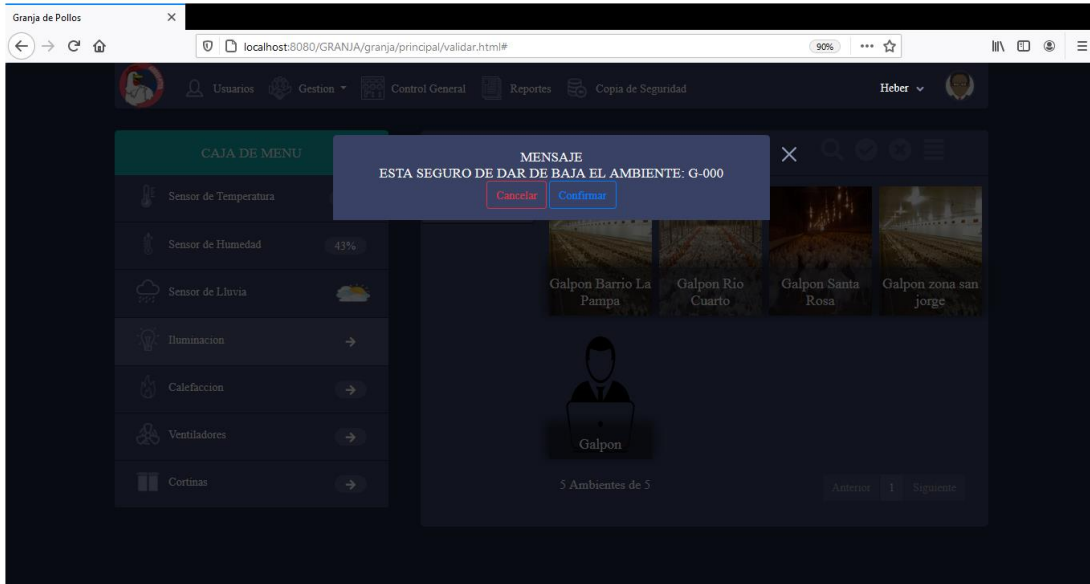 Granja de Pollos
localhost:8080/GRANJA/granja/principal/validar.html#
90%
Usuarios Gestion Control General Reportes Copia de Seguridad Heber
CAJA DE MENU
MENSAJE
ESTA SEGURO DE DAR DE BAJA EL AMBIENTE: G-000
Cancelar Confirmar
Sensor de Temperatura
Sensor de Humedad 43%
Sensor de Lluvia
Iluminacion
Calefaccion
Ventiladores
Cortinas
Galpon Barrio La
Pampa
Galpon Rio
Cuarto
Galpon Santa
Rosa
Galpon zona san
jorge
Galpon
5 Ambientes de 5
Anterior 1 Siguiente